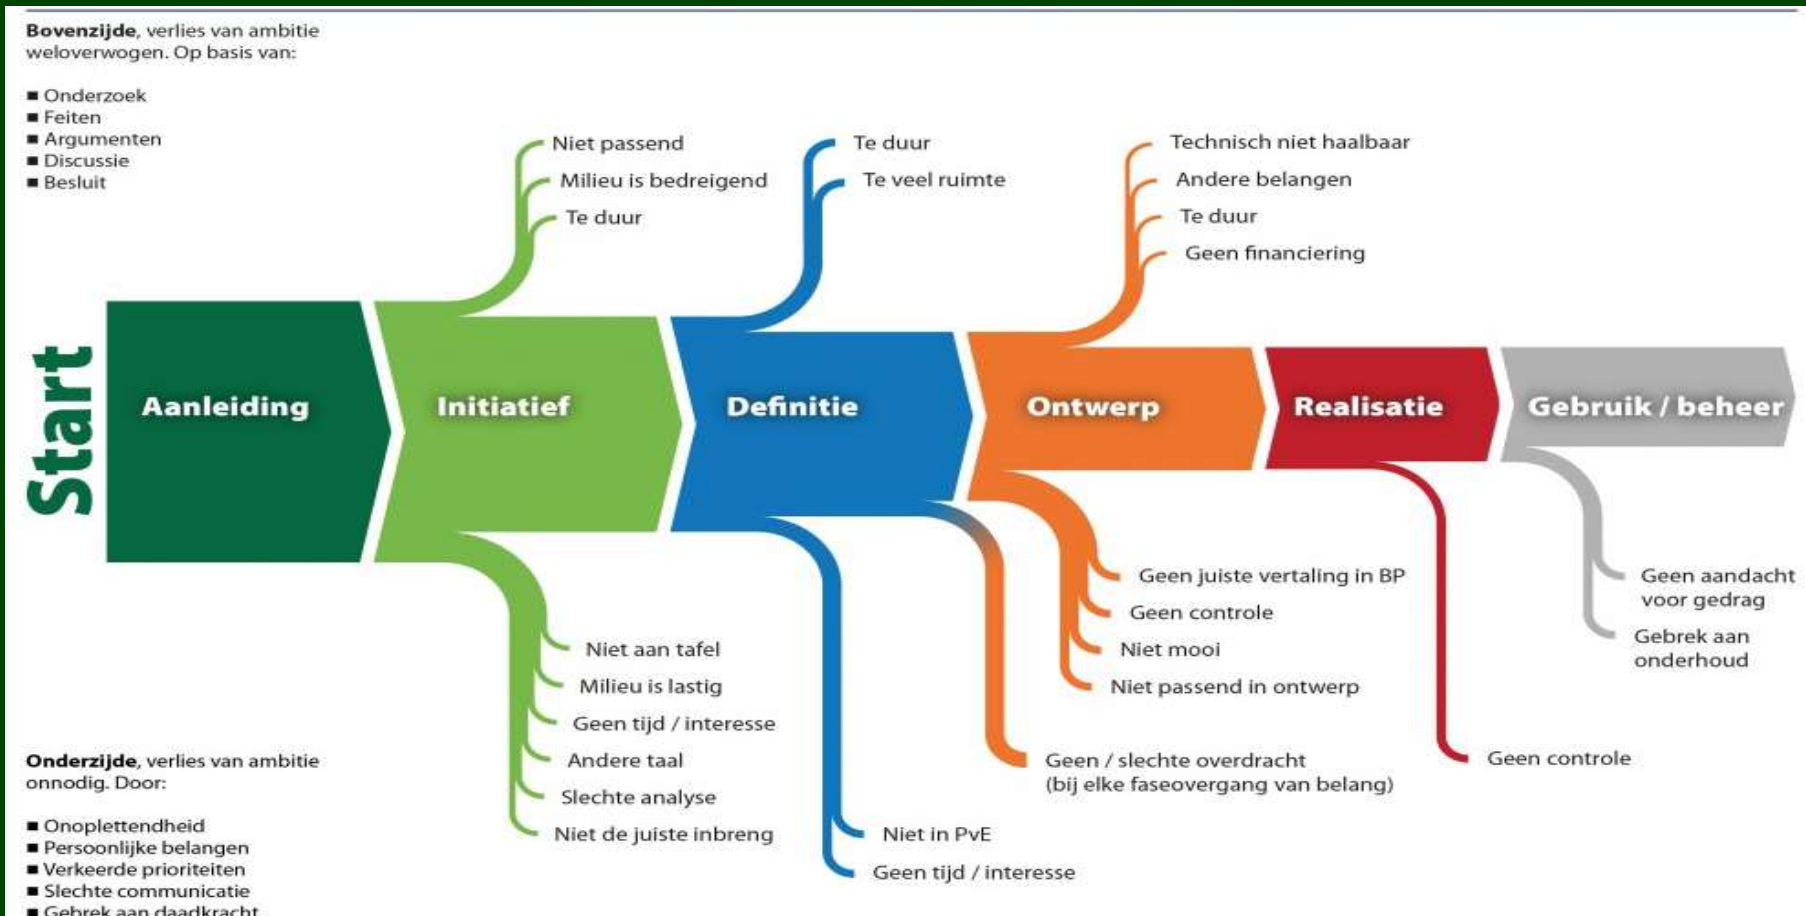 Bovenzijde, verlies van ambitie
weloverwogen. Op basis van:
■ Onderzoek
■ Feiten
■ Argumenten
■ Discussie
■ Besluit
Niet passend
Milieu is bedreigend
Te duur
Te duur
Te veel ruimte
Technisch niet haalbaar
Andere belangen
Te duur
Geen financiering
Start
Aanleiding
Initiatief
Definitie
Ontwerp
Realisatie
Gebruik / beheer
Niet aan tafel
Milieu is lastig
Geen tijd / interesse
Andere taal
Slechte analyse
Niet de juiste inbreng
Niet in PvE
Geen tijd / interesse
Geen / slechte overdracht
(bij elke faseovergang van belang)
Geen juiste vertaling in BP
Geen controle
Niet mooi
Niet passend in ontwerp
Geen controle
Geen aandacht
voor gedrag
Gebrek aan
onderhoud
Onderzijde, verlies van ambitie
onnodig. Door:
■ Onoplettendheid
■ Persoonlijke belangen
■ Verkeerde prioriteiten
■ Slechte communicatie
■ Gebrek aan daadkracht